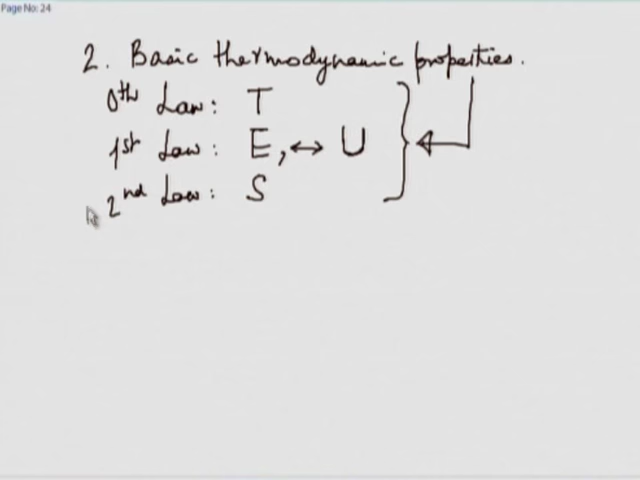 Page No: 24
2. Basic thermodynamic properties.
0th Law: T
1st Law: E, ↔ U
2nd Law: S